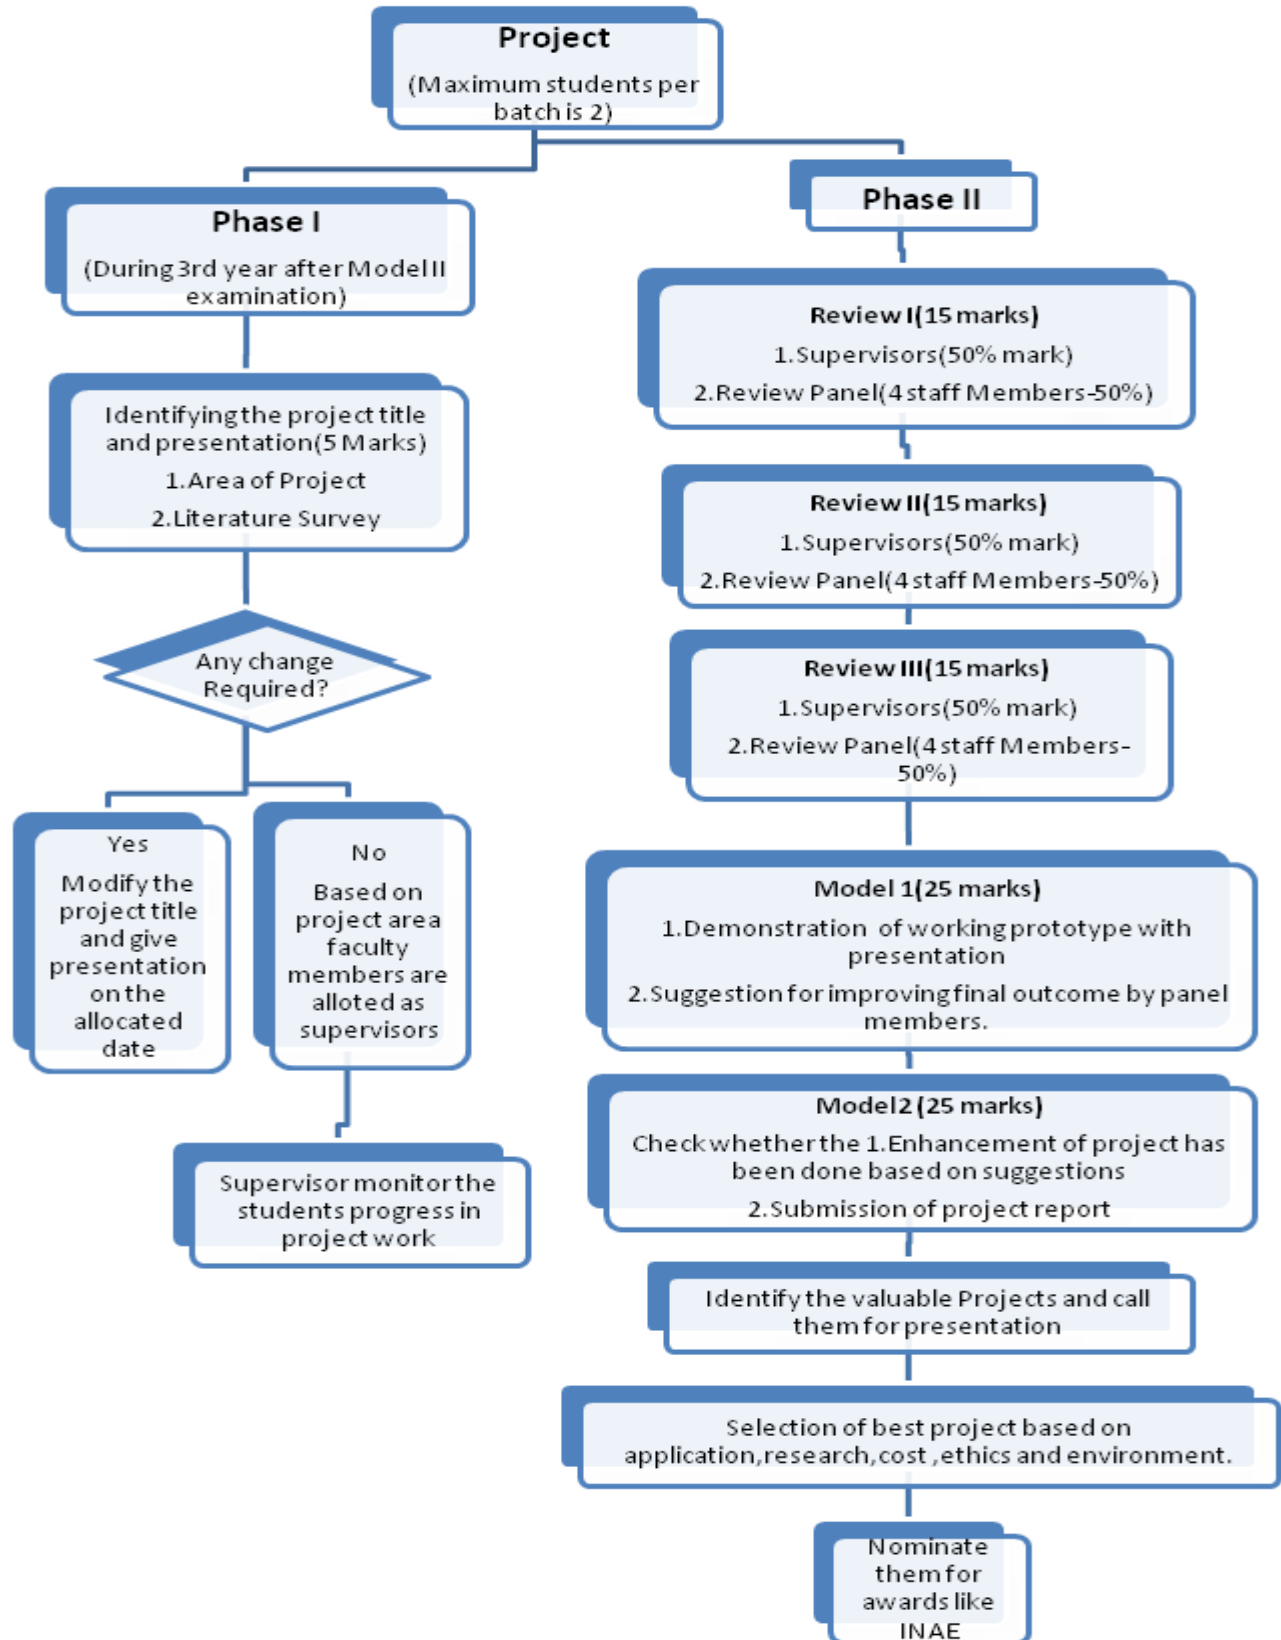 Project
(Maximum students per
batch is 2)
Phase I
(During 3rd year after Model II
examination)
Identifying the project title
and presentation(5 Marks)
1.Area of Project
2.Literature Survey
Any change
Required?
Yes
Modify the
project title
and give
presentation
on the
allocated
date
No
Based on
project area
faculty
members are
alloted as
supervisors
Supervisor monitor the
students progress in
project work
Phase II
Review I(15 marks)
1.Supervisors(50% mark)
2.Review Panel(4 staff Members-50%)
Review II(15 marks)
1.Supervisors(50% mark)
2.Review Panel(4 staff Members-50%)
Review III(15 marks)
1.Supervisors(50% mark)
2.Review Panel(4 staff Members-
50%)
Model 1(25 marks)
1.Demonstration of working prototype with
presentation
2.Suggestion for improving final outcome by panel
members.
Model2 (25 marks)
Check whether the 1.Enhancement of project has
been done based on suggestions
2.Submission of project report
Identify the valuable Projects and call
them for presentation
Selection of best project based on
application,research,cost ,ethics and environment.
Nominate
them for
awards like
INAE